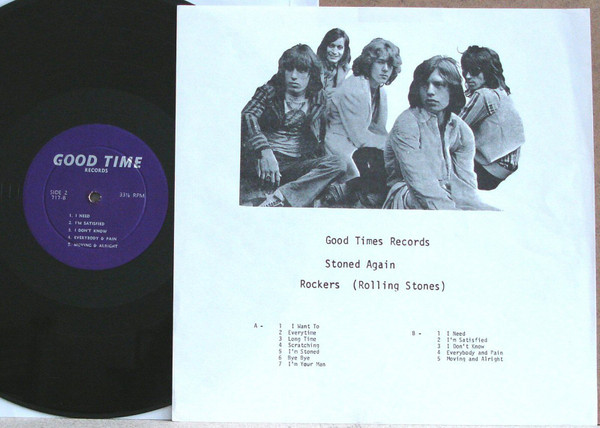 GOOD TIME
RECORDS
SIDE 2
717-B
33⅓ RPM
1. I NEED
2. I'M SATISFIED
3. I DON'T KNOW
4. EVERYBODY & PAIN
5. MOVING & ALRIGHT
Good Times Records
Stoned Again
Rockers (Rolling Stones)
A - 1 I Want To
2 Everytime
3 Long Time
4 Scratching
5 I'm Stoned
6 Bye Bye
7 I'm Your Man
B - 1 I Need
2 I'm Satisfied
3 I Don't Know
4 Everybody and Pain
5 Moving and Alright